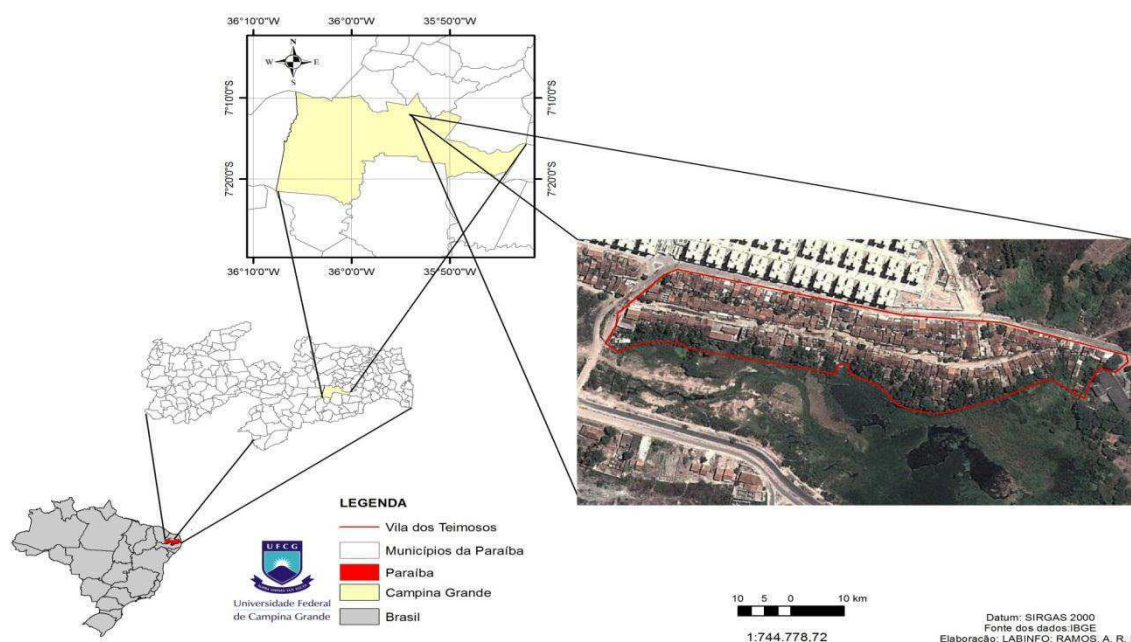 36°10'0"W 36°0'0"W 35°50'0"W
N
W E
S
7°10'0"S 7°10'0"S
7°20'0"S 7°20'0"S
36°10'0"W 36°0'0"W 35°50'0"W
LEGENDA
Vila dos Teimosos
Municípios da Paraíba
Paraíba
Campina Grande
Brasil
UFCG
Universidade Federal
de Campina Grande
10 5 0 10 km
1:744.778.72
Datum: SIRGAS 2000
Fonte dos dados:IBGE
Elaboração: LABINFO: RAMOS, A. R.